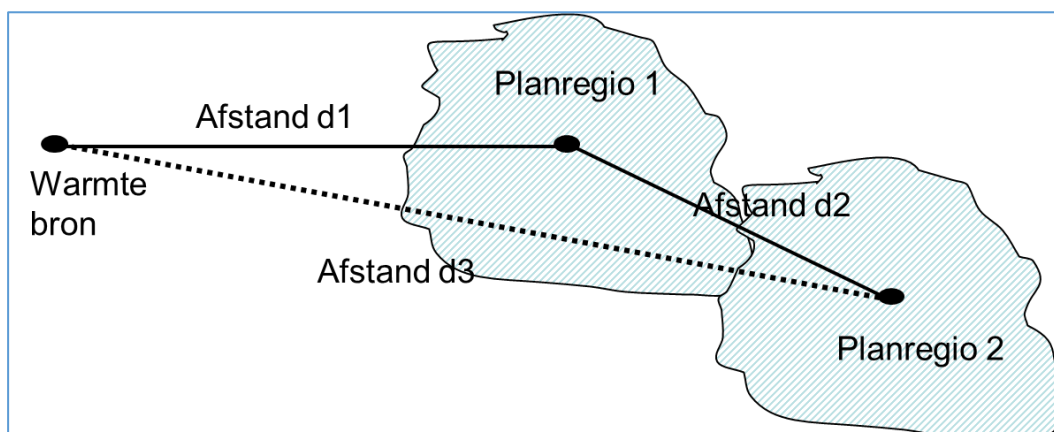 Planregio 1
Afstand d1
Warmte
bron
Afstand d2
Afstand d3
Planregio 2